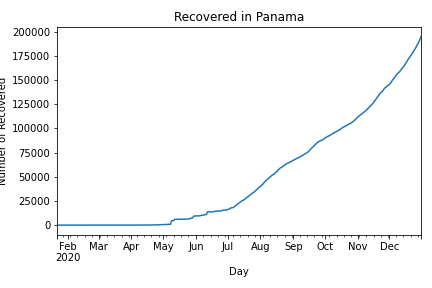 Recovered in Panama
200000
175000
150000
125000
100000
75000
50000
25000
0
Number of Recovered
Feb Mar Apr May Jun Jul Aug Sep Oct Nov Dec
2020
Day